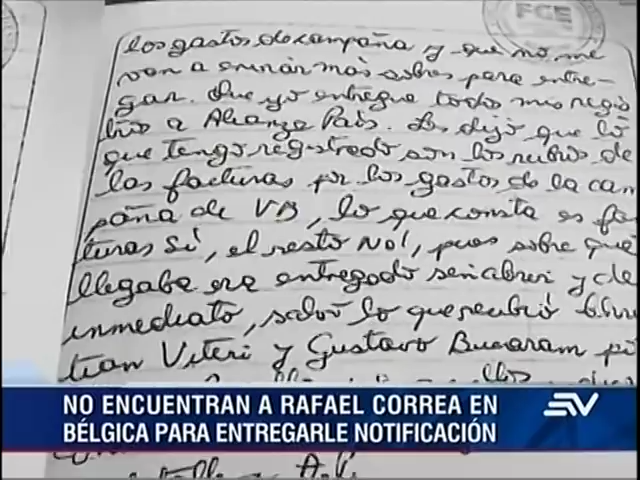 FGE
los gastos de campaña y que no me
van a enviar más sobres para entre-
gar. Que yo entregue todos mis regis
tros a Alianza País. Les dijo que lo
que tengo registrado son los rubros de
las facturas por los gastos de la cam
paña de VB, lo que consta es fac
turas Sí, el resto No!, pues sobre que
llegaba era entregado sin abrir y de
inmediato, salvo lo que recibió
tian Viteri y Gustavo Bucaram
NO ENCUENTRAN A RAFAEL CORREA EN
BÉLGICA PARA ENTREGARLE NOTIFICACIÓN